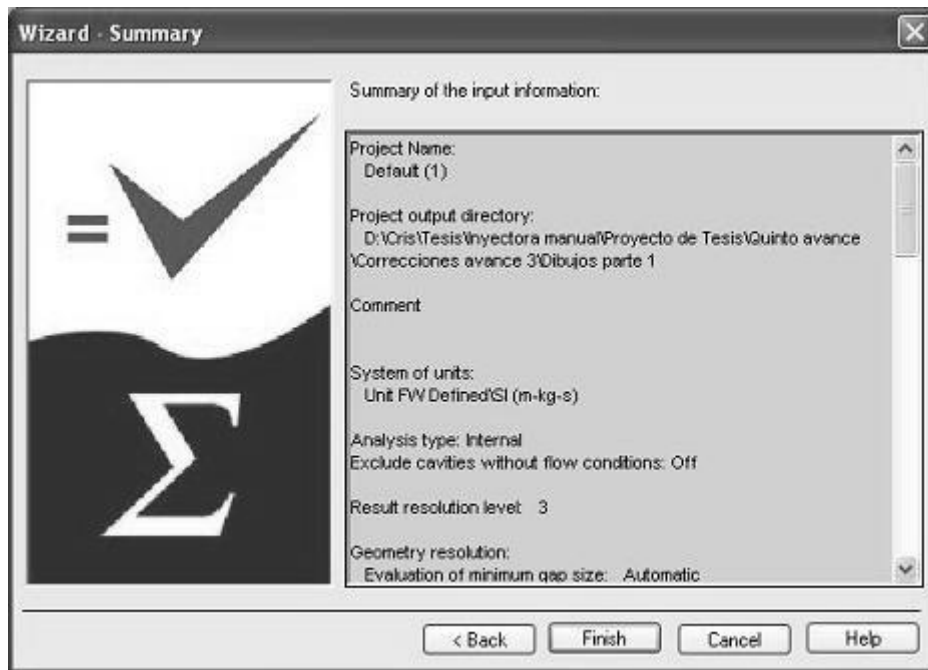 Wizard - Summary
Summary of the input information:
Project Name:
Default (1)
Project output directory:
D:\Cris\Tesis\Inyectora manual\Proyecto de Tesis\Quinto avance
\Correcciones avance 3\Dibujos parte 1
Comment
System of units:
Unit FW Defined\SI (m-kg-s)
Analysis type: Internal
Exclude cavities without flow conditions: Off
Result resolution level: 3
Geometry resolution:
Evaluation of minimum gap size: Automatic
= Σ
< Back Finish Cancel Help